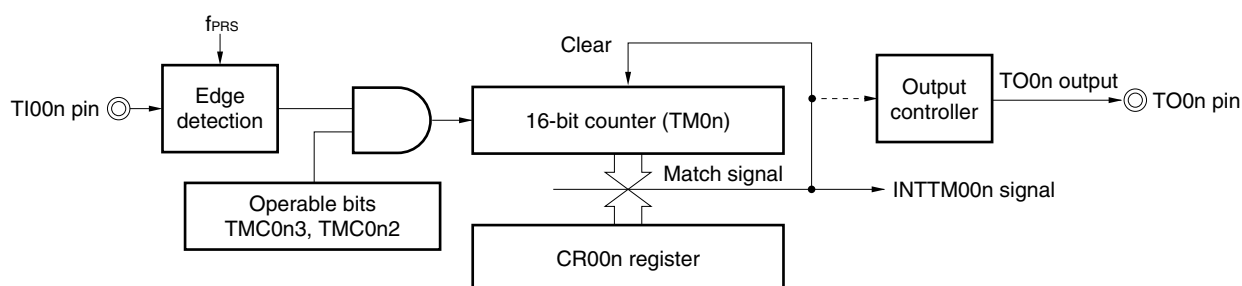 fPRS
Clear
TI00n pin
Edge
detection
16-bit counter (TM0n)
Output
controller
TO0n output
TO0n pin
Operable bits
TMC0n3, TMC0n2
Match signal
INTTM00n signal
CR00n register